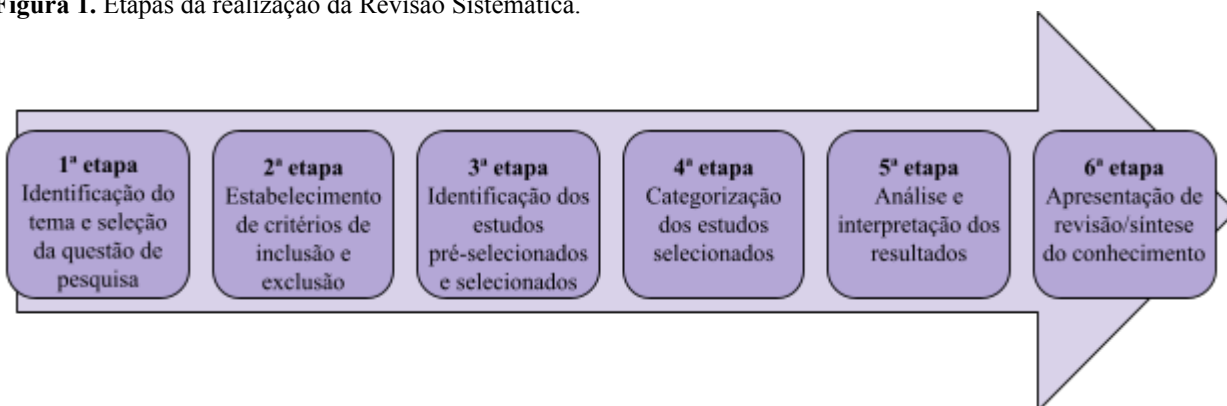 Figura 1. Etapas da realização da Revisão Sistemática.
1ª etapa
Identificação do
tema e seleção
da questão de
pesquisa
2ª etapa
Estabelecimento
de critérios de
inclusão e
exclusão
3ª etapa
Identificação dos
estudos
pré-selecionados
e selecionados
4ª etapa
Categorização
dos estudos
selecionados
5ª etapa
Análise e
interpretação dos
resultados
6ª etapa
Apresentação de
revisão/síntese
do conhecimento